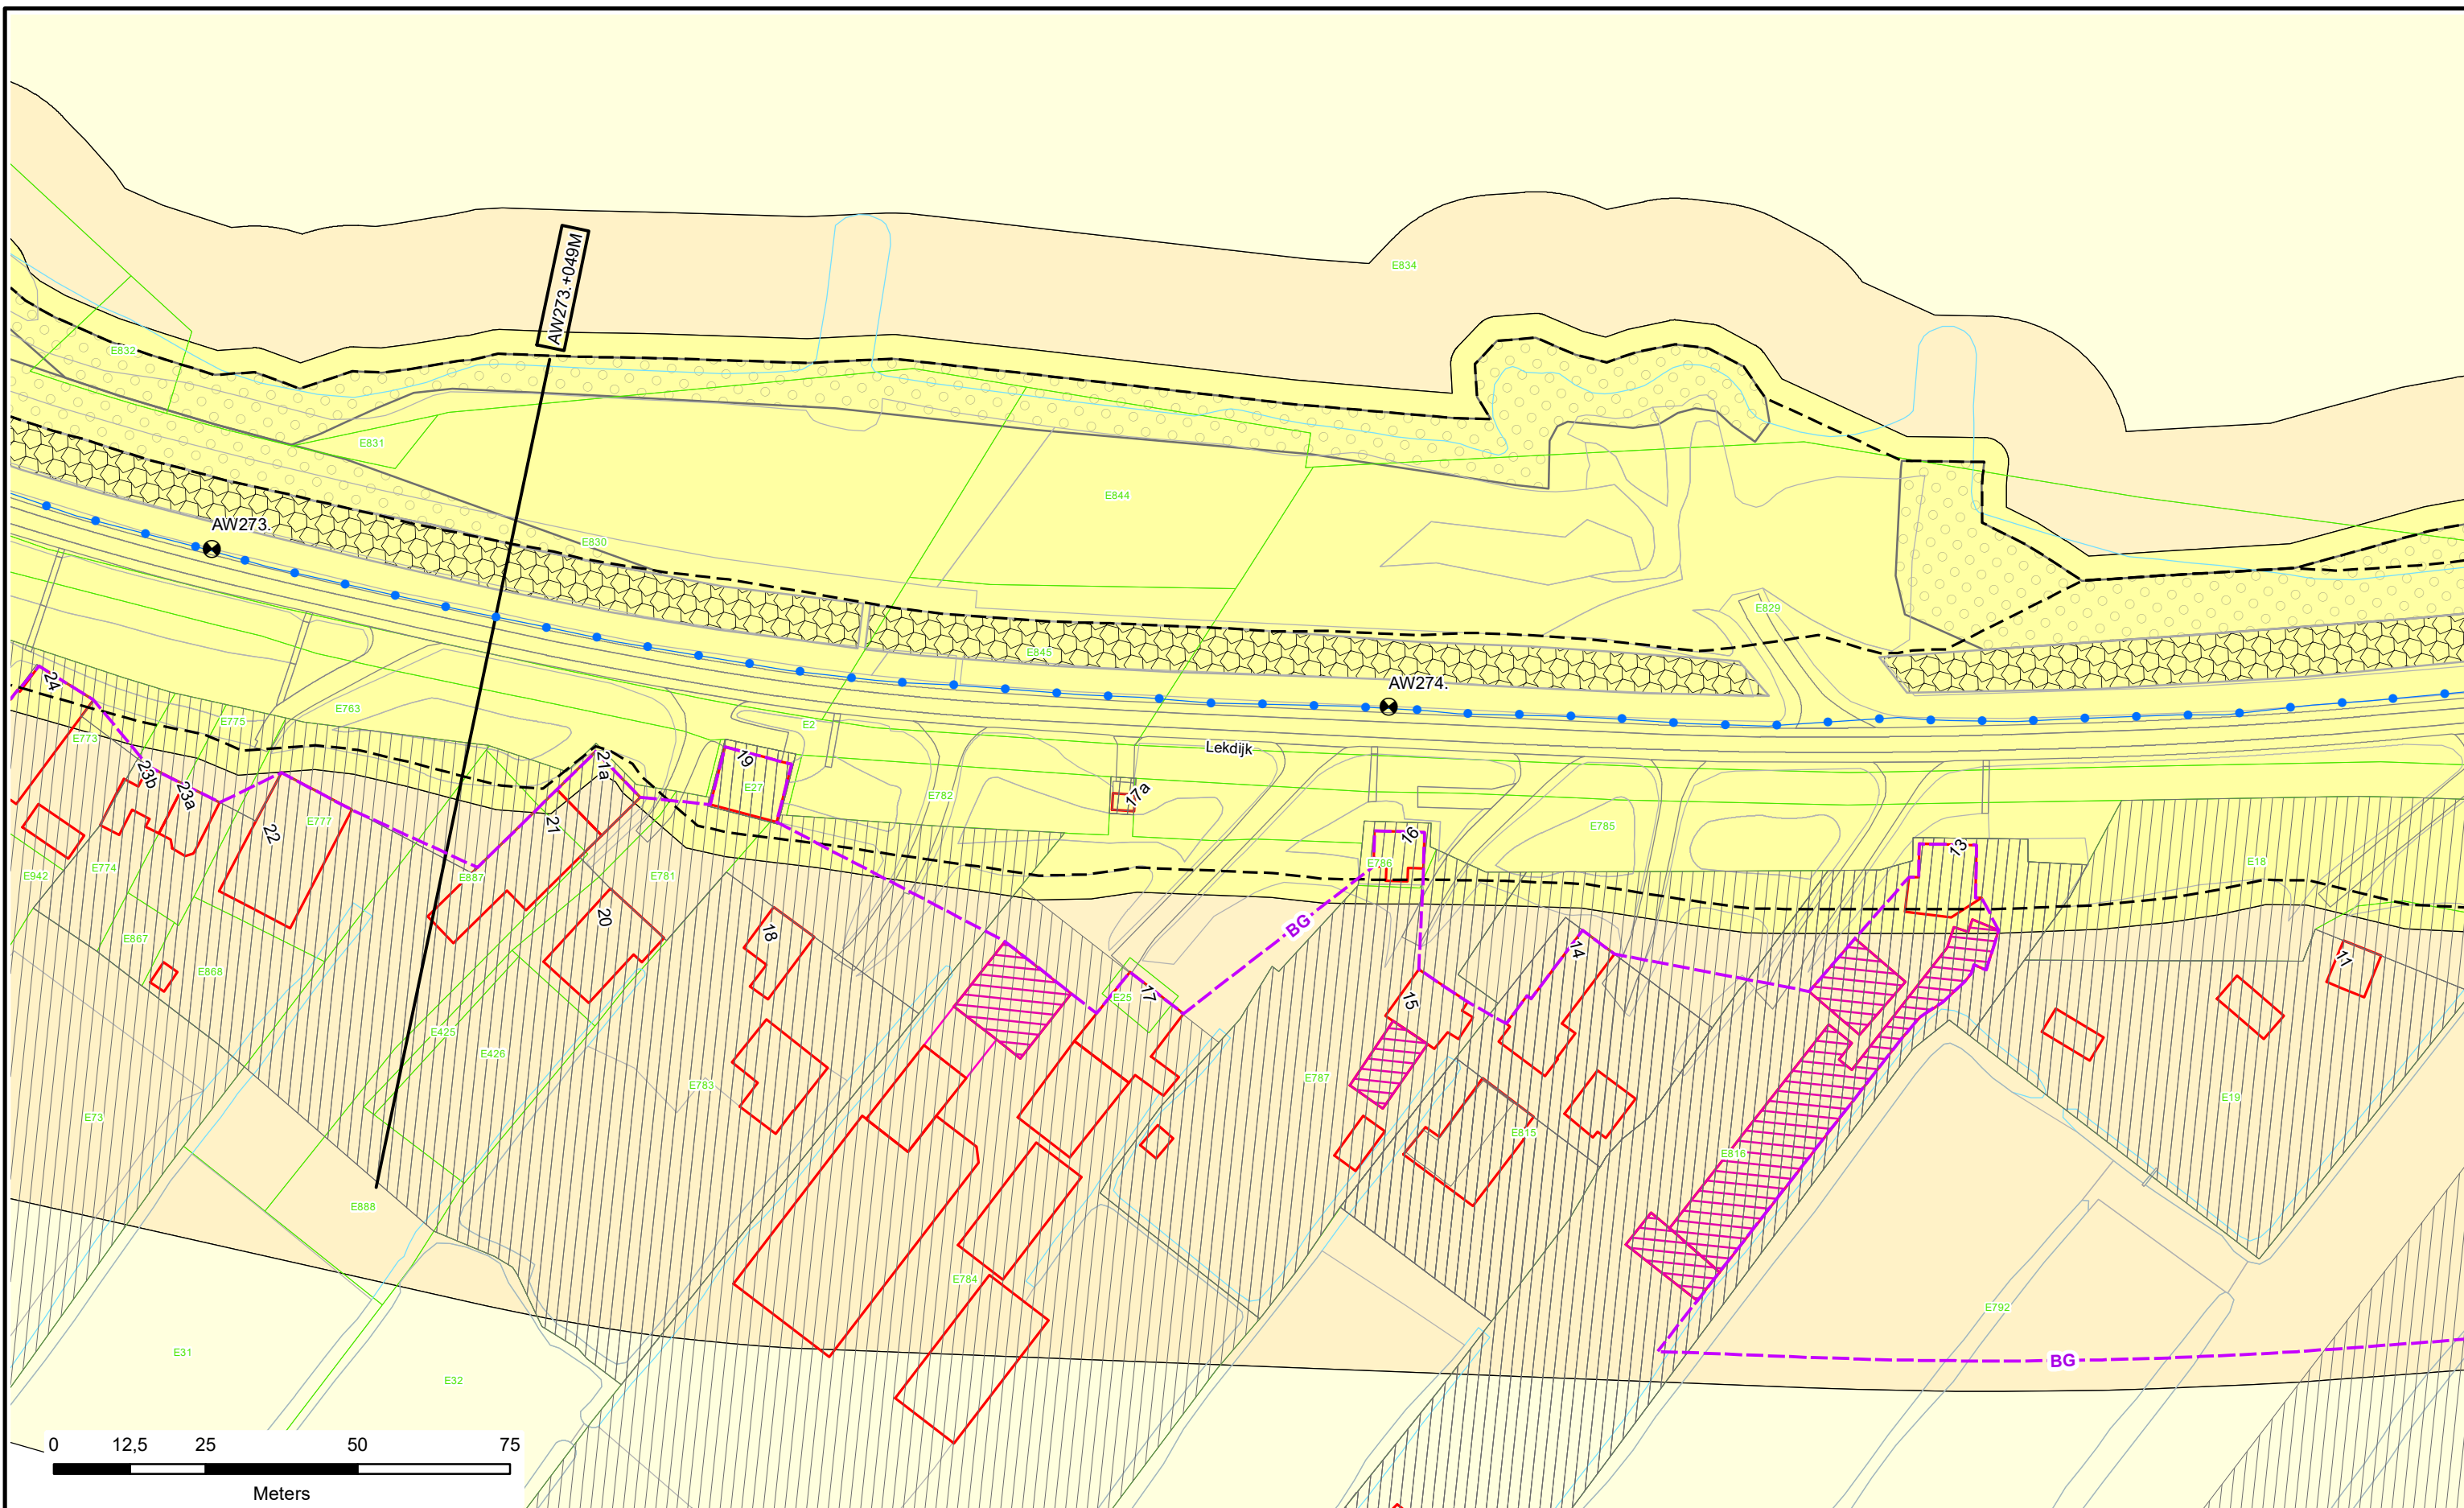 AW273.+049M
E834
E832
E831
E844
AW273.
E830
E829
E845
AW274.
24
E773
E775
E763
E2
Lekdijk
23b
23a
21a
19
E27
E782
17a
22
E777
21
16
E785
E786
13
E18
E942
E774
E887
E781
20
18
E867
E868
BG
14
11
E25
17
15
E425
E426
E783
E787
E73
E815
E816
E19
E888
E784
E792
E31
E32
BG
0 12,5 25 50 75
Meters